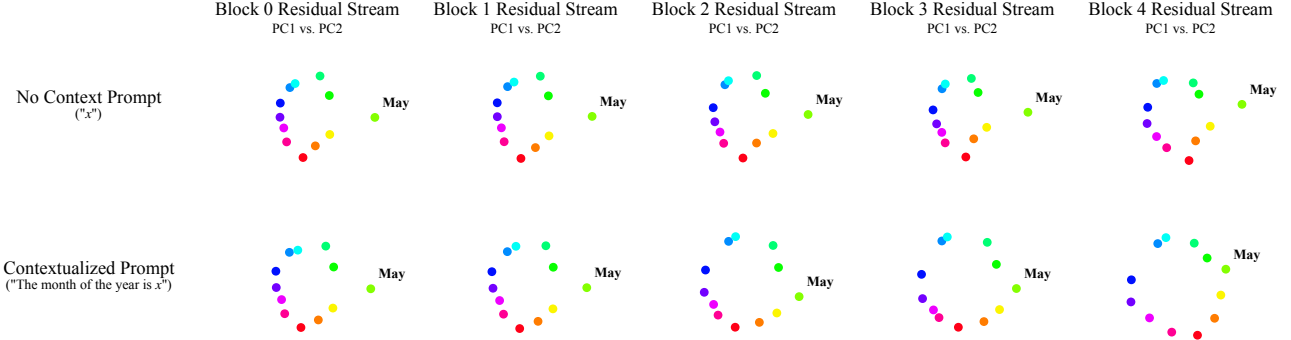 Block 0 Residual Stream
PC1 vs. PC2
Block 1 Residual Stream
PC1 vs. PC2
Block 2 Residual Stream
PC1 vs. PC2
Block 3 Residual Stream
PC1 vs. PC2
Block 4 Residual Stream
PC1 vs. PC2
No Context Prompt
("x")
May
May
May
May
May
Contextualized Prompt
("The month of the year is x")
May
May
May
May
May